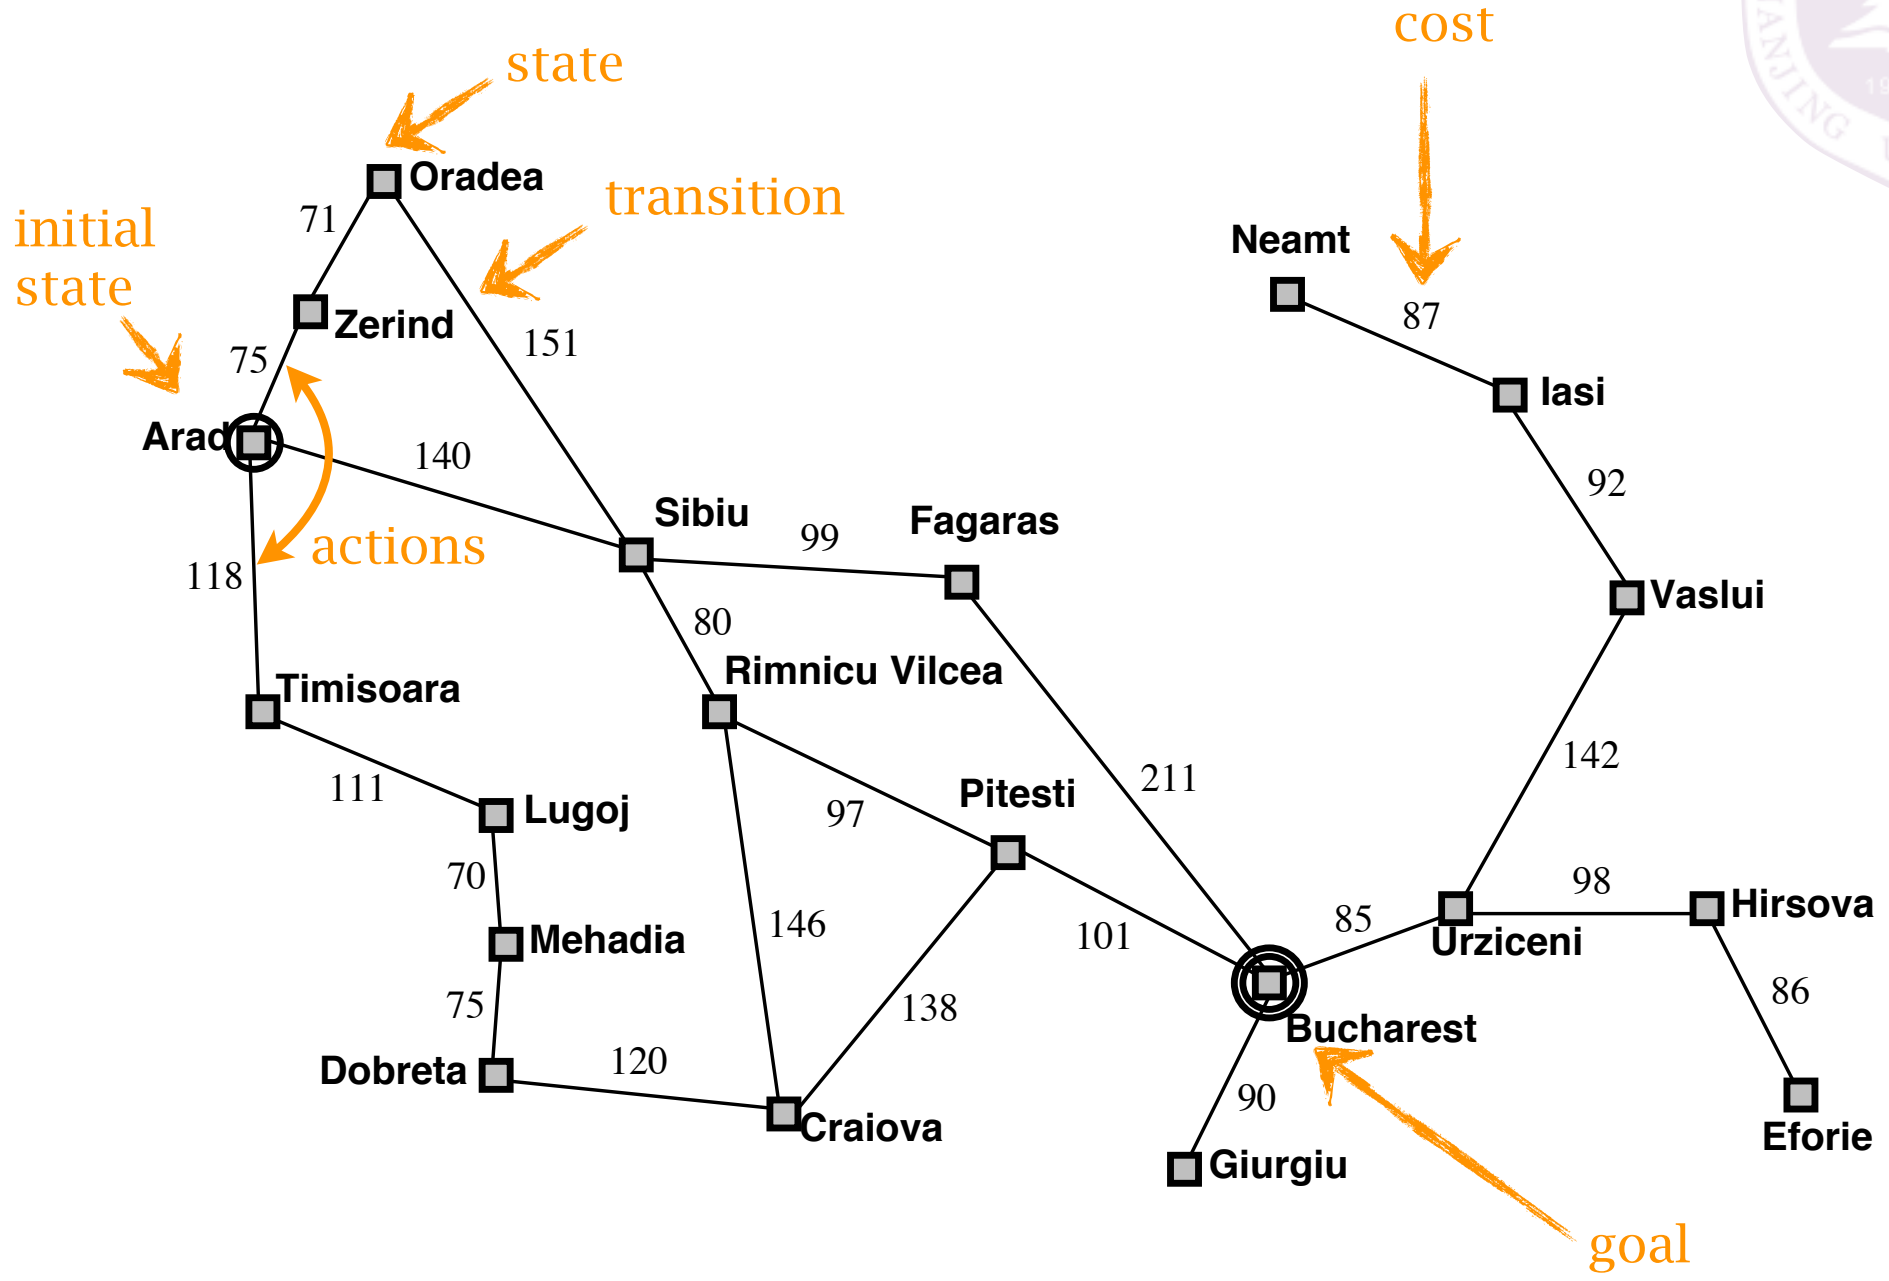 cost
state
Oradea
transition
71
initial
state
Neamt
87
Zerind
151
75
Iasi
Arad
140
92
Sibiu
Fagaras
99
actions
118
Vaslui
80
Rimnicu Vilcea
Timisoara
142
211
111
Lugoj
97
Pitesti
70
98
Hirsova
146
85
101
Mehadia
Urziceni
86
75
138
Bucharest
Dobreta
120
90
Craiova
Eforie
Giurgiu
goal
NANJING
19